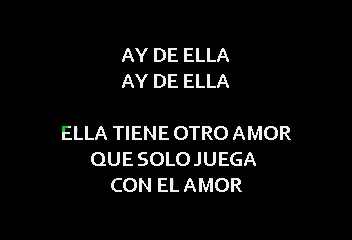 AY DE ELLA
AY DE ELLA
ELLA TIENE OTRO AMOR
QUE SOLO JUEGA
CON EL AMOR